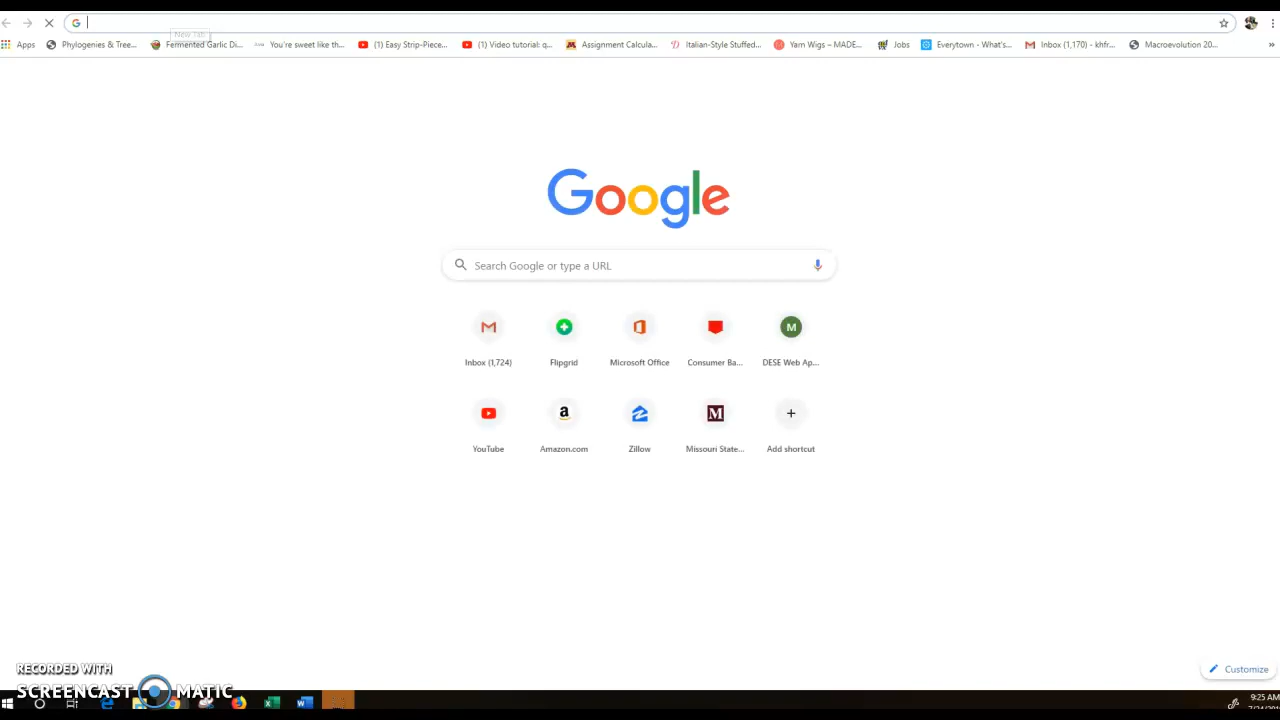 New Tab
Apps Phylogenies & Tree... Fermented Garlic Di... You're sweet like th... (1) Easy Strip-Piece... (1) Video tutorial: q... Assignment Calcula... Italian-Style Stuffed... Yarn Wigs ~ MADE... Jobs Everytown - What's... Inbox (1,170) - khfr... Macroevolution 20... »
Google
Search Google or type a URL
Inbox (1,724) Flipgrid Microsoft Office Consumer Ba... DESE Web Ap...
YouTube Amazon.com Zillow Missouri State... Add shortcut
Customize
RECORDED WITH
SCREENCAST MATIC
9:25 AM